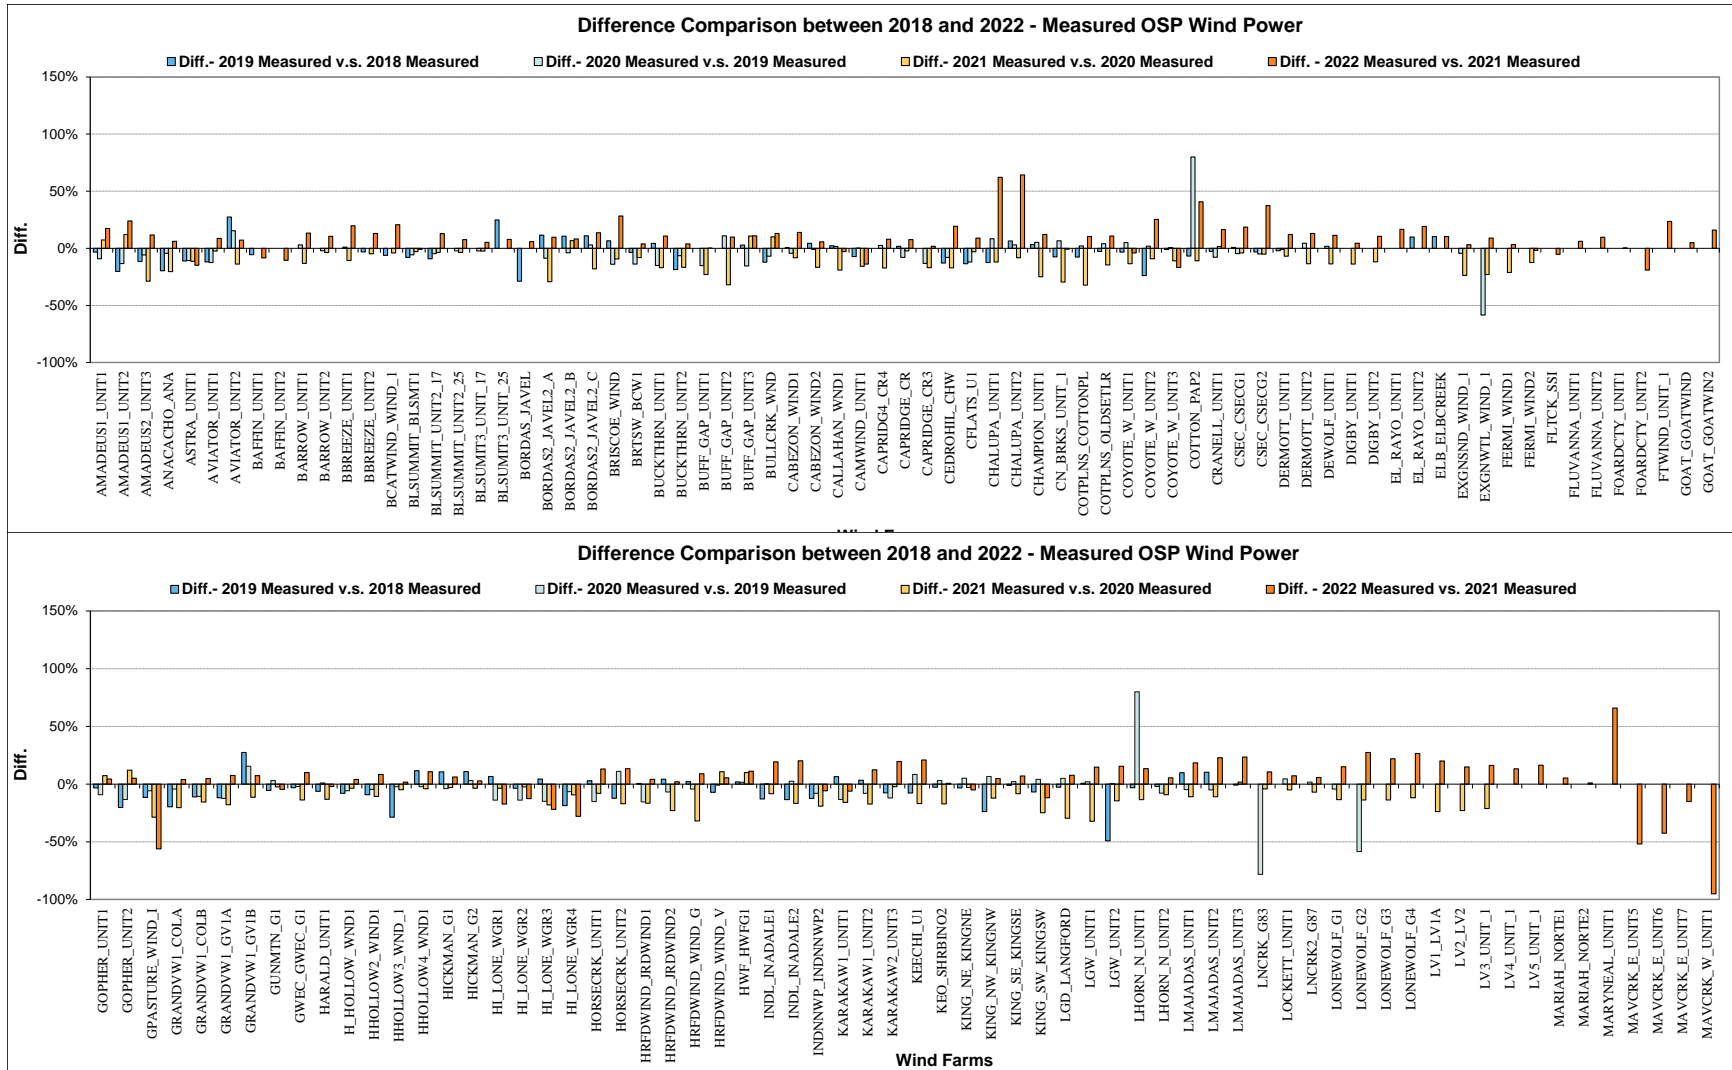 Difference Comparison between 2018 and 2022 - Measured OSP Wind Power
Diff.- 2019 Measured v.s. 2018 Measured
Diff.- 2020 Measured v.s. 2019 Measured
Diff.- 2021 Measured v.s. 2020 Measured
Diff. - 2022 Measured vs. 2021 Measured
150%
100%
50%
0%
-50%
-100%
Diff.
AMADEUS1_UNIT1
AMADEUS1_UNIT2
AMADEUS2_UNIT3
ANACACHO_ANA
ASTRA_UNIT1
AVIATOR_UNIT1
AVIATOR_UNIT2
BAFFIN_UNIT1
BAFFIN_UNIT2
BARROW_UNIT1
BARROW_UNIT2
BBREEZE_UNIT1
BBREEZE_UNIT2
BCATWIND_WIND_1
BLSUMMIT_BLSMT1
BLSUMMIT_UNIT2_17
BLSUMMIT_UNIT2_25
BLSUMIT3_UNIT_17
BLSUMIT3_UNIT_25
BORDAS_JAVEL
BORDAS2_JAVEL2_A
BORDAS2_JAVEL2_B
BORDAS2_JAVEL2_C
BRISCOE_WIND
BRTSW_BCW1
BUCKTHRN_UNIT1
BUCKTHRN_UNIT2
BUFF_GAP_UNIT1
BUFF_GAP_UNIT2
BUFF_GAP_UNIT3
BULLCRK_WND
CABEZON_WIND1
CABEZON_WIND2
CALLAHAN_WND1
CAMWIND_UNIT1
CAPRIDG4_CR4
CAPRIDGE_CR
CAPRIDGE_CR3
CEDROHIL_CHW
CFLATS_U1
CHALUPA_UNIT1
CHALUPA_UNIT2
CHAMPION_UNIT1
CN_BRKS_UNIT_1
COTPLNS_COTTONPL
COTPLNS_OLDSETLR
COYOTE_W_UNIT1
COYOTE_W_UNIT2
COYOTE_W_UNIT3
COTTON_PAP2
CRANELL_UNIT1
CSEC_CSECG1
CSEC_CSECG2
DERMOTT_UNIT1
DERMOTT_UNIT2
DEWOLF_UNIT1
DIGBY_UNIT1
DIGBY_UNIT2
EL_RAYO_UNIT1
EL_RAYO_UNIT2
ELB_ELBCREEK
EXGNSND_WIND_1
EXGNWTL_WIND_1
FERMI_WIND1
FERMI_WIND2
FLTCK_SSI
FLUVANNA_UNIT1
FLUVANNA_UNIT2
FOARDCTY_UNIT1
FOARDCTY_UNIT2
FTWIND_UNIT_1
GOAT_GOATWIND
GOAT_GOATWIN2
Difference Comparison between 2018 and 2022 - Measured OSP Wind Power
Diff.- 2019 Measured v.s. 2018 Measured
Diff.- 2020 Measured v.s. 2019 Measured
Diff.- 2021 Measured v.s. 2020 Measured
Diff. - 2022 Measured vs. 2021 Measured
150%
100%
50%
0%
-50%
-100%
Diff.
GOPHER_UNIT1
GOPHER_UNIT2
GPASTURE_WIND_I
GRANDVW1_COLA
GRANDVW1_COLB
GRANDVW1_GV1A
GRANDVW1_GV1B
GUNMTN_G1
GWEC_GWEC_G1
HARALD_UNIT1
H_HOLLOW_WND1
HHOLLOW2_WIND1
HHOLLOW3_WND_1
HHOLLOW4_WND1
HICKMAN_G1
HICKMAN_G2
HI_LONE_WGR1
HI_LONE_WGR2
HI_LONE_WGR3
HI_LONE_WGR4
HORSECRK_UNIT1
HORSECRK_UNIT2
HRFDWIND_JRDWIND1
HRFDWIND_JRDWIND2
HRFDWIND_WIND_G
HRFDWIND_WIND_V
HWF_HWFG1
INDL_INADALE1
INDL_INADALE2
INDNNWP_INDNNWP2
KARAKAW1_UNIT1
KARAKAW1_UNIT2
KARAKAW2_UNIT3
KEECHI_U1
KEO_SHRBINO2
KING_NE_KINGNE
KING_NW_KINGNW
KING_SE_KINGSE
KING_SW_KINGSW
LGD_LANGFORD
LGW_UNIT1
LGW_UNIT2
LHORN_N_UNIT1
LHORN_N_UNIT2
LMAJADAS_UNIT1
LMAJADAS_UNIT2
LMAJADAS_UNIT3
LNCRK_G83
LOCKETT_UNIT1
LNCRK2_G87
LONEWOLF_G1
LONEWOLF_G2
LONEWOLF_G3
LONEWOLF_G4
LV1_LV1A
LV2_LV2
LV3_UNIT_1
LV4_UNIT_1
LV5_UNIT_1
MARIAH_NORTE1
MARIAH_NORTE2
MARYNEAL_UNIT1
MAVCRK_E_UNIT5
MAVCRK_E_UNIT6
MAVCRK_E_UNIT7
MAVCRK_W_UNIT1
Wind Farms